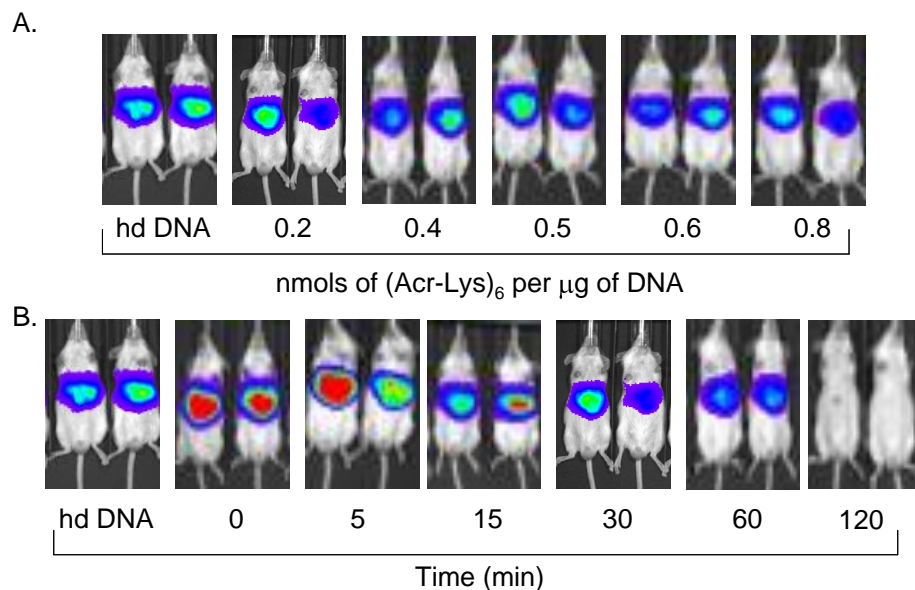 A.
hd DNA 0.2 0.4 0.5 0.6 0.8
nmols of (Acr-Lys)₆ per μg of DNA
B.
hd DNA 0 5 15 30 60 120
Time (min)